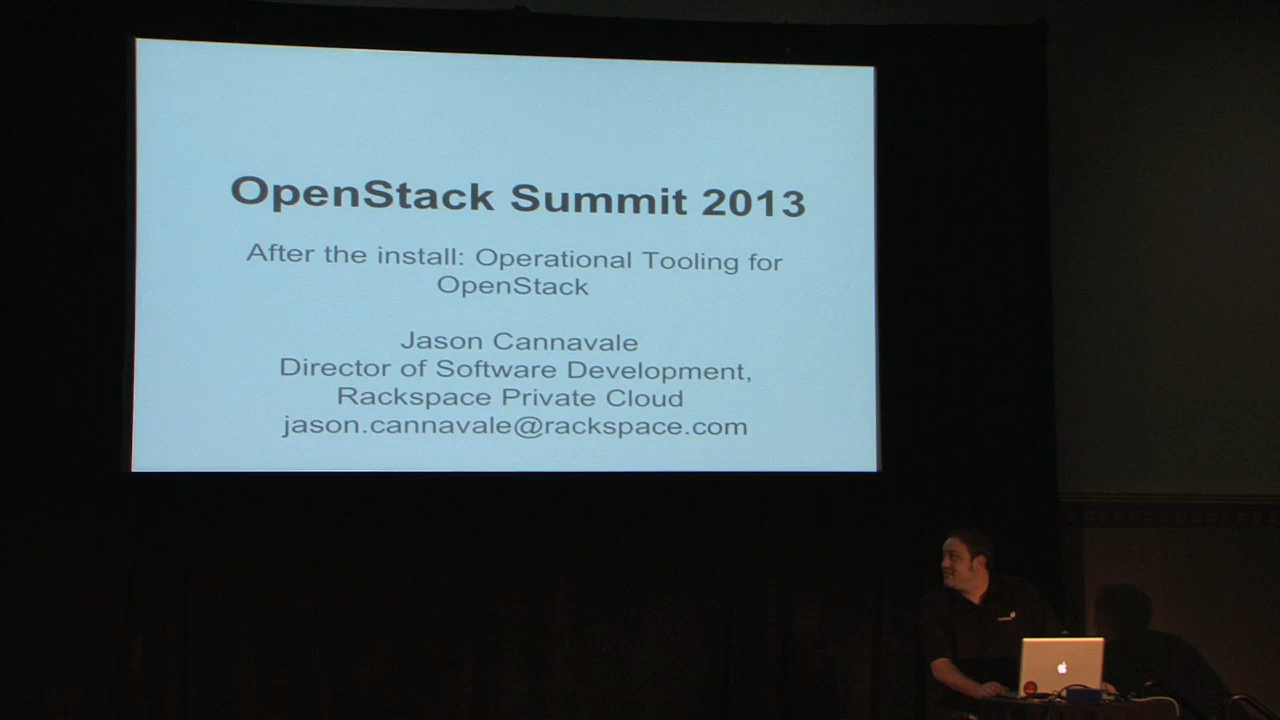 OpenStack Summit 2013
After the install: Operational Tooling for
OpenStack
Jason Cannavale
Director of Software Development,
Rackspace Private Cloud
jason.cannavale@rackspace.com